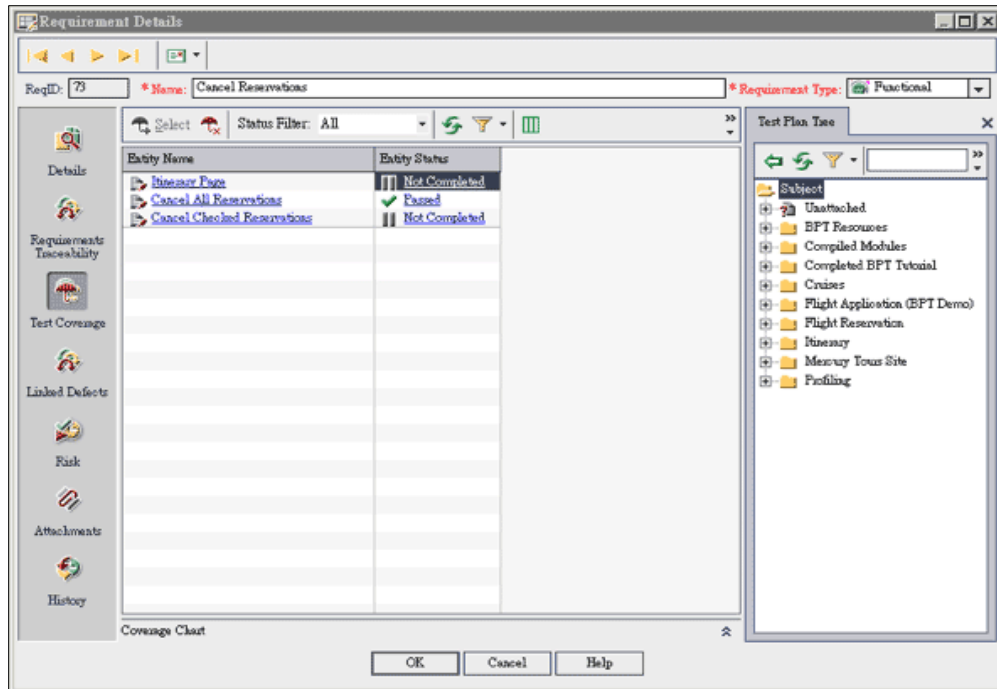 Requirement Details
ReqID: 73 *Name: Cancel Reservations *Requirement Type: Functional
Select Status Filter: All
Test Plan Tree
Entity Name Entity Status
Itinerary Page Not Completed
Cancel All Reservations Passed
Cancel Checked Reservations Not Completed
Details
Requirements Traceability
Test Coverage
Linked Defects
Risk
Attachments
History
Subject
Unattached
BPT Resources
Compiled Modules
Completed BPT Tutorial
Cruises
Flight Application (BPT Demo)
Flight Reservation
Itinerary
Mercury Tours Site
Profiling
Coverage Chart
OK Cancel Help